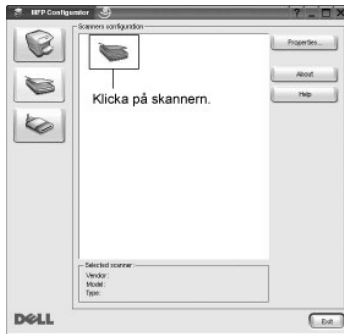 MFP Configurator
Scanners configuration
Properties...
About
Help
Klicka på skannern.
Selected scanner:
Vendor:
Model:
Type:
DELL
Exit